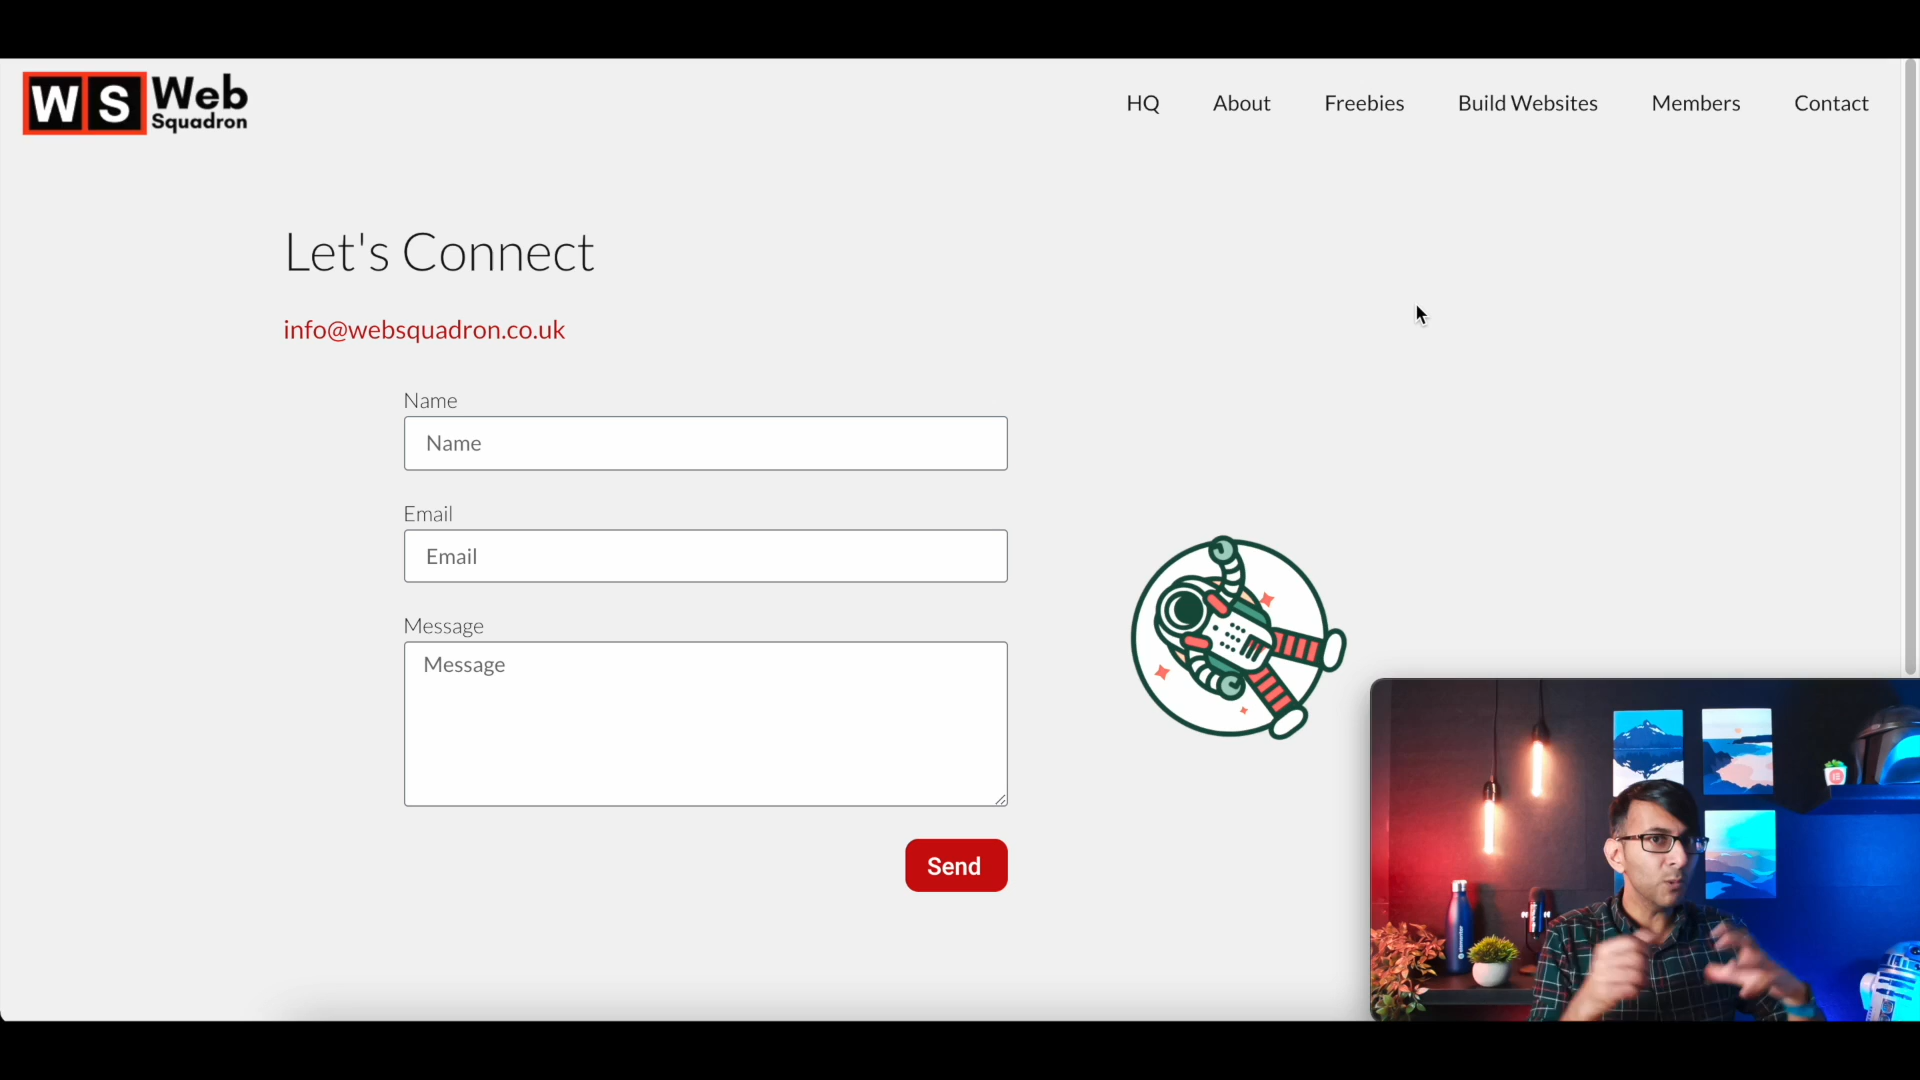 WS Web
Squadron
HQ
About
Freebies
Build Websites
Members
Contact
Let's Connect
info@websquadron.co.uk
Name
Name
Email
Email
Message
Message
Send
elementor